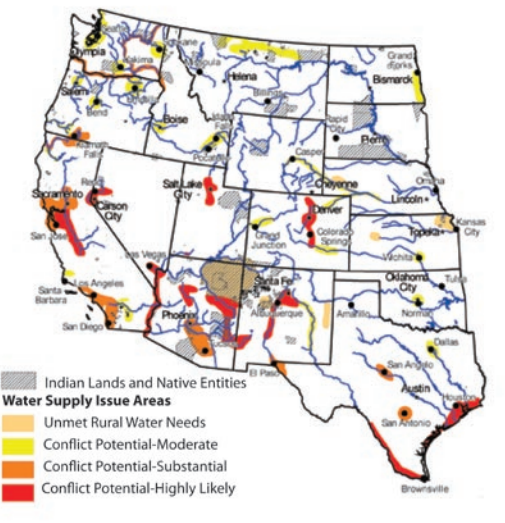 Seattle
Spokane
Olympia
Yakima
Missoula
Grand
Forks
Helena
Bismarck
Salem
Billings
Bend
Boise
Idaho
Falls
Rapid
City
Pierre
Klamath
Falls
Pocatello
Casper
Cheyenne
Omaha
Reno
Salt Lake
City
Lincoln
Sacramento
Carson
City
Denver
Kansas
City
Topeka
San Jose
Grand
Junction
Colorado
Springs
Wichita
Las Vegas
Santa Fe
Oklahoma
City
Tulsa
Santa
Barbara
Los Angeles
Phoenix
Albuquerque
Amarillo
Norman
San Diego
Tucson
Dallas
El Paso
San Angelo
Austin
Houston
San Antonio
Brownsville
Indian Lands and Native Entities
Water Supply Issue Areas
Unmet Rural Water Needs
Conflict Potential-Moderate
Conflict Potential-Substantial
Conflict Potential-Highly Likely